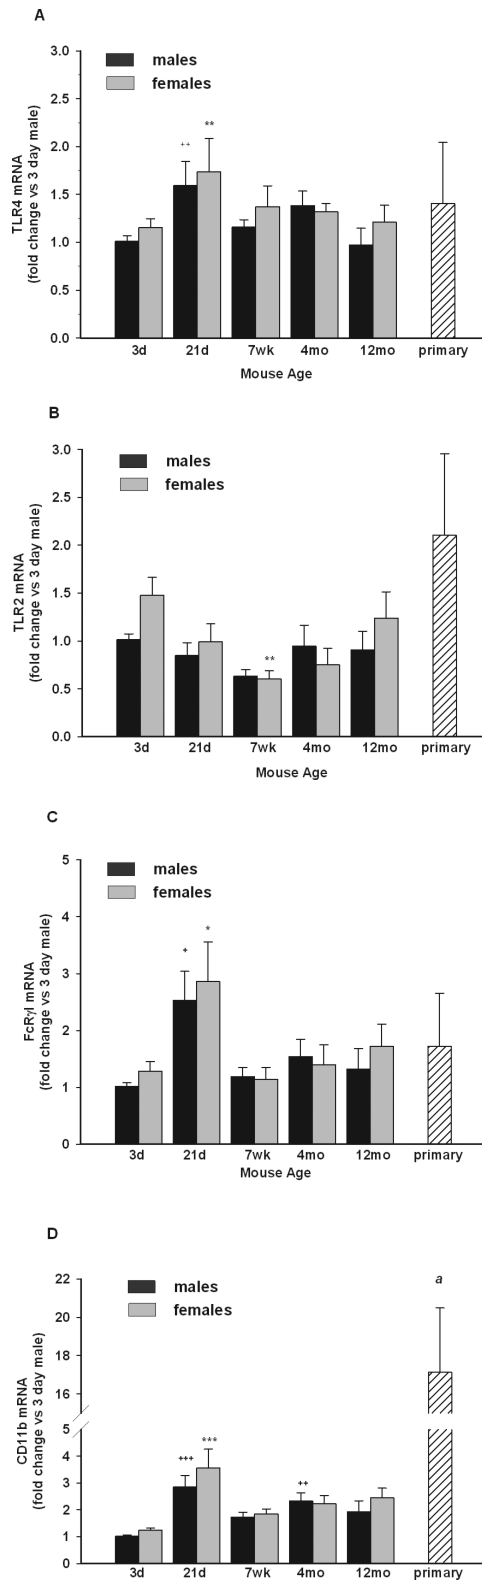 A
TLR4 mRNA
(fold change vs 3 day male)
3.0
2.5
2.0
1.5
1.0
0.5
0.0
males
females
++
**
3d 21d 7wk 4mo 12mo primary
Mouse Age
B
TLR2 mRNA
(fold change vs 3 day male)
3.0
2.5
2.0
1.5
1.0
0.5
0.0
males
females
**
3d 21d 7wk 4mo 12mo primary
Mouse Age
C
FcRγI mRNA
(fold change vs 3 day male)
5
4
3
2
1
0
males
females
+
*
3d 21d 7wk 4mo 12mo primary
Mouse Age
D
CD11b mRNA
(fold change vs 3 day male)
22
20
18
16
5
4
3
2
1
0
males
females
a
+++
***
++
3d 21d 7wk 4mo 12mo primary